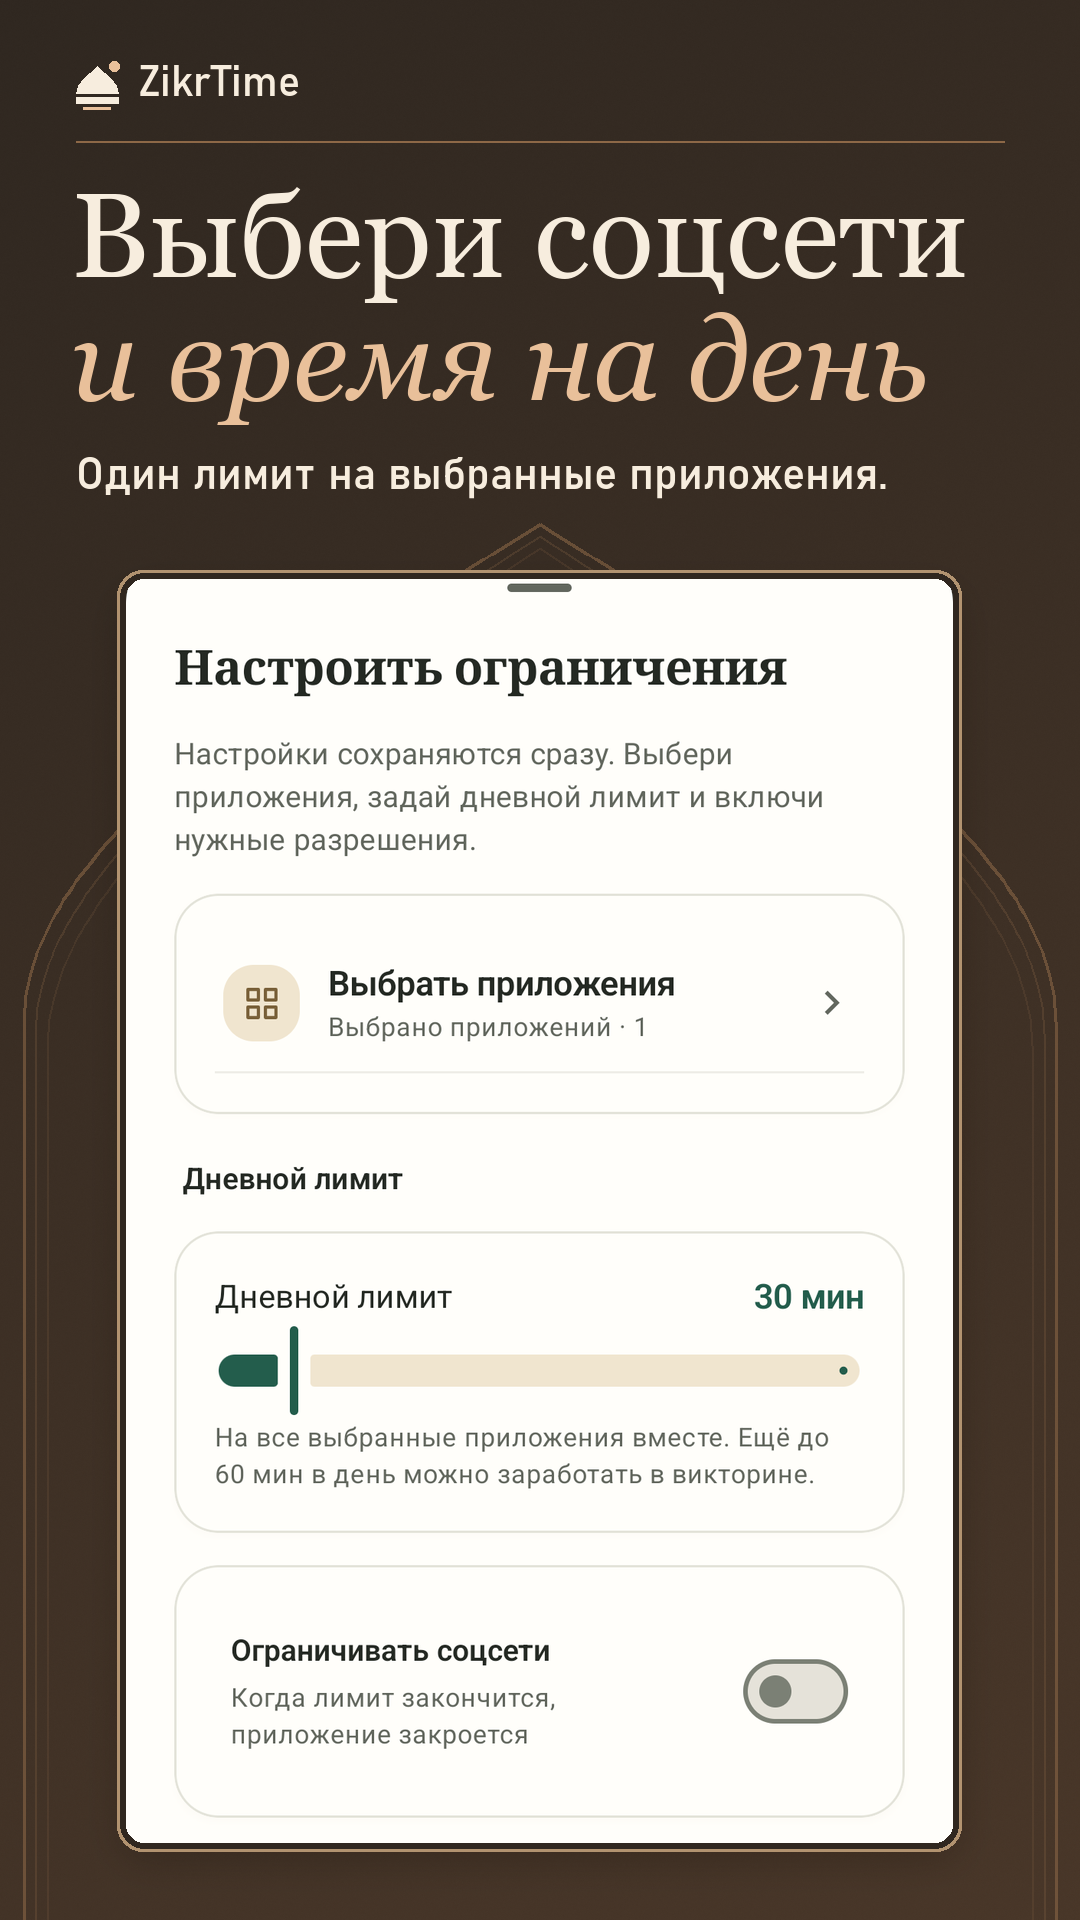 ZikrTime
Выбери соцсети
и время на день
Один лимит на выбранные приложения.
Настроить ограничения
Настройки сохраняются сразу. Выбери
приложения, задай дневной лимит и включи
нужные разрешения.
Выбрать приложения
Выбрано приложений · 1
Дневной лимит
Дневной лимит
30 мин
На все выбранные приложения вместе. Ещё до
60 мин в день можно заработать в викторине.
Ограничивать соцсети
Когда лимит закончится,
приложение закроется